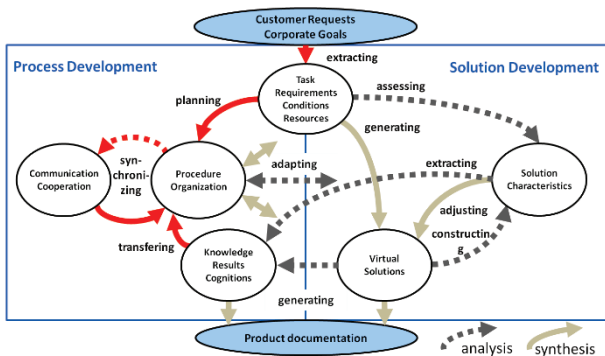 Customer Requests
Corporate Goals
Process Development
Solution Development
extracting
Task
Requirements
Conditions
Resources
assessing
planning
generating
syn-
chroni-
zing
adapting
extracting
Communication
Cooperation
Procedure
Organization
Solution
Characteristics
adjusting
constructin
g
transfering
Knowledge
Results
Cognitions
Virtual
Solutions
generating
Product documentation
analysis
synthesis